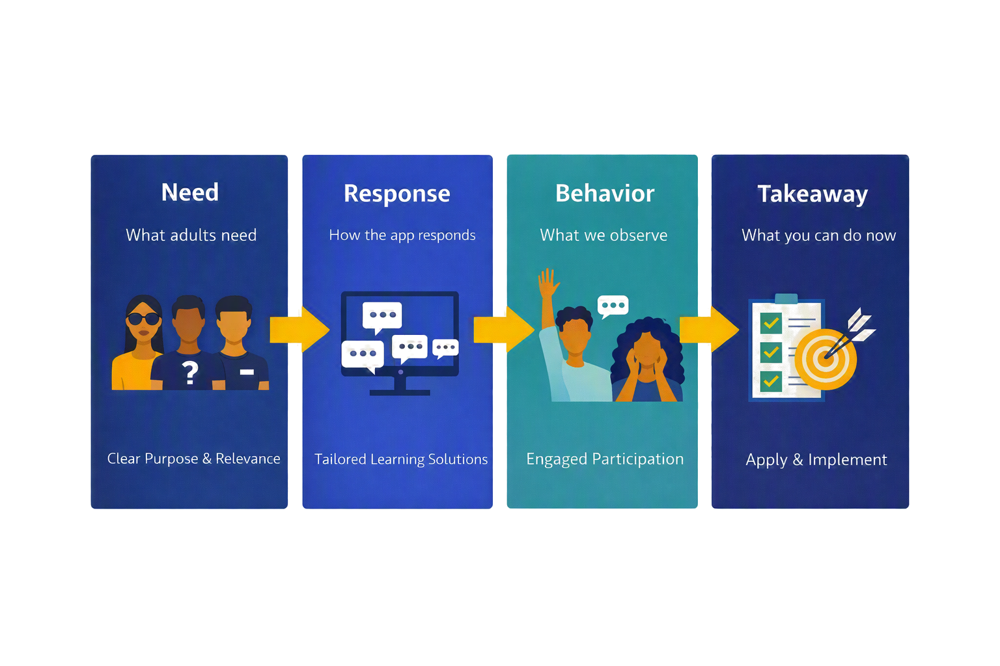 Need
What adults need
?
Clear Purpose & Relevance
Response
How the app responds
Tailored Learning Solutions
Behavior
What we observe
Engaged Participation
Takeaway
What you can do now
Apply & Implement